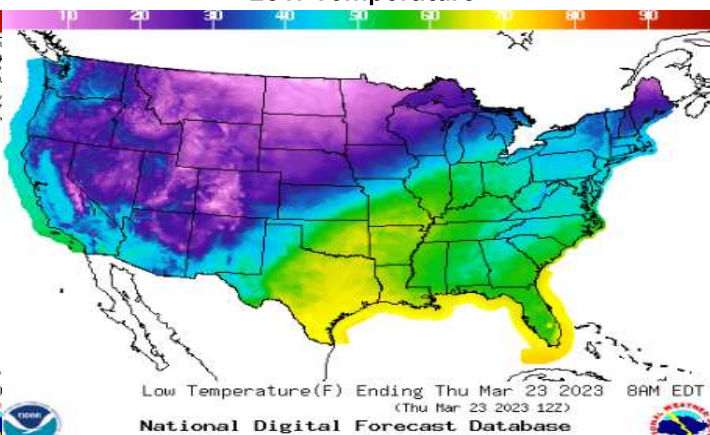 10 20 30 40 50 60 70 80 90
Low Temperature(F) Ending Thu Mar 23 2023 8AM EDT
(Thu Mar 23 2023 12Z)
National Digital Forecast Database